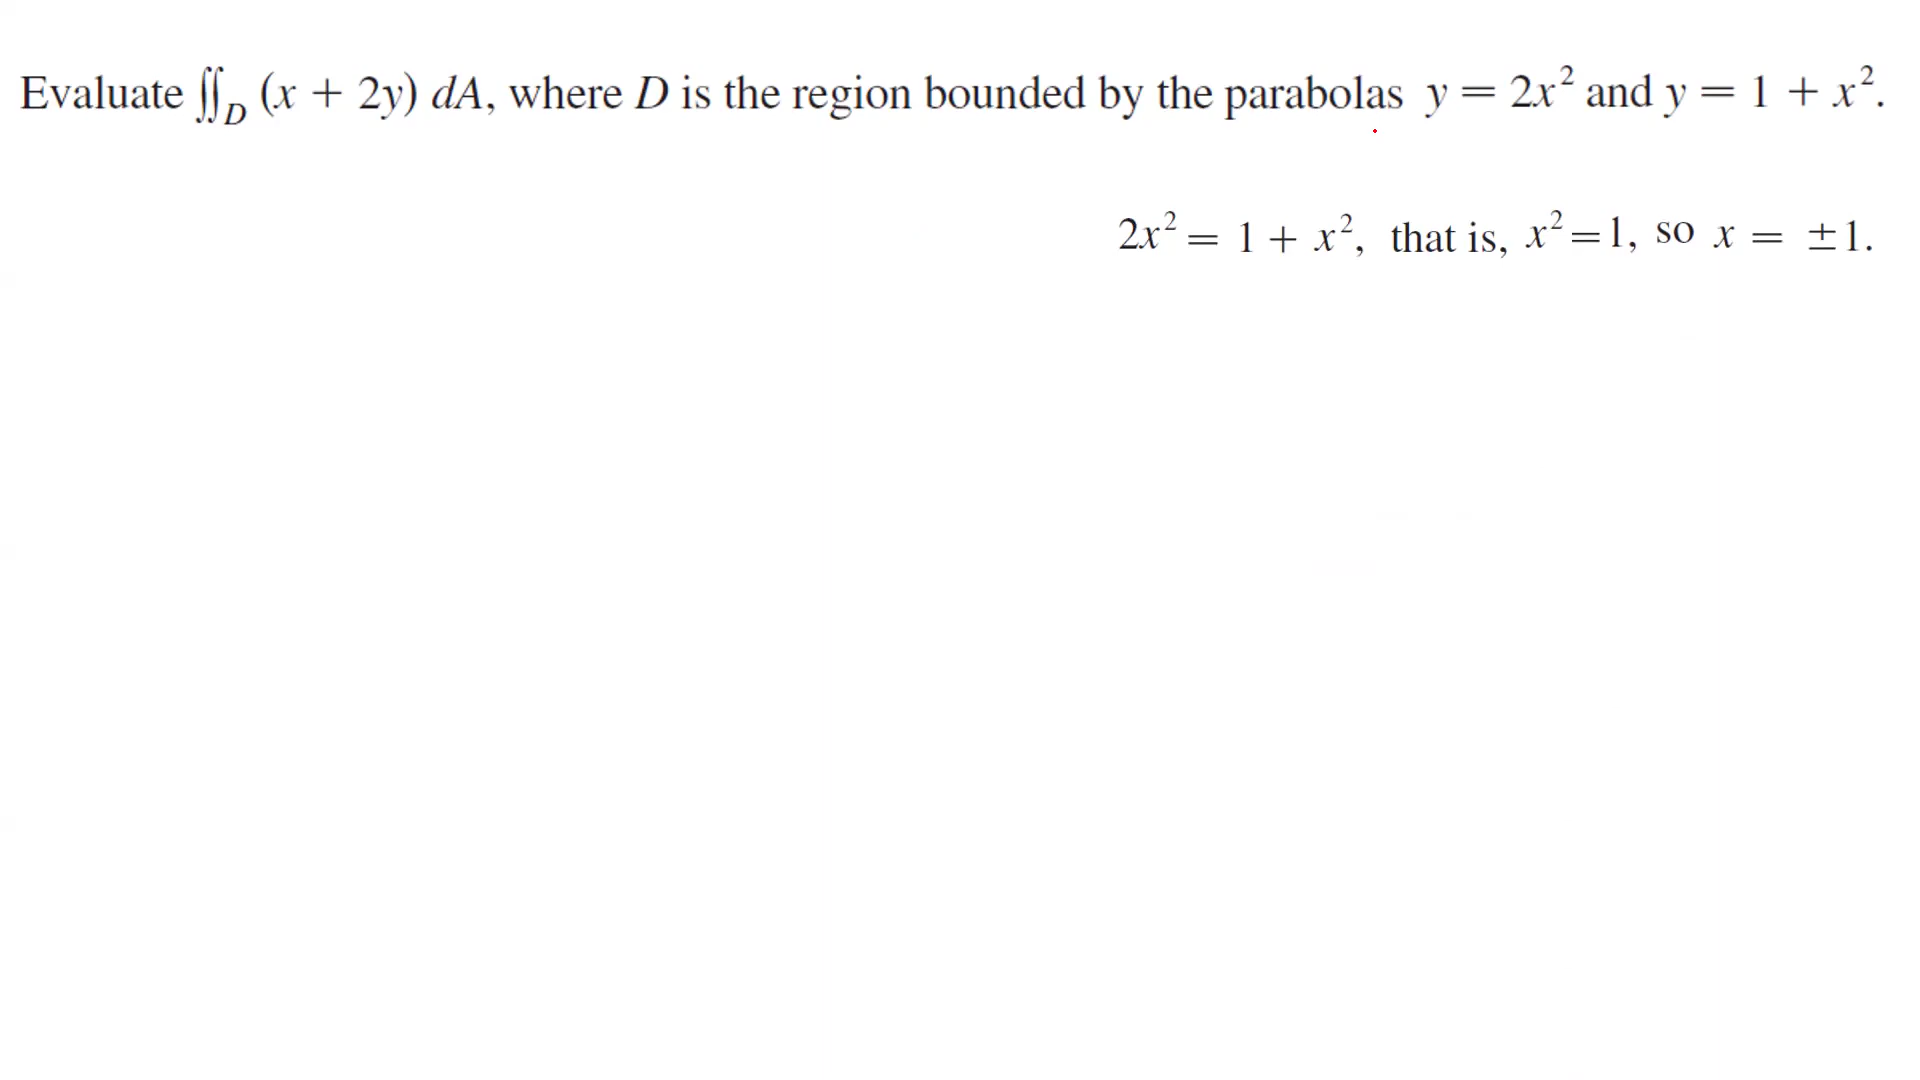 Evaluate ∬_D (x + 2y) dA, where D is the region bounded by the parabolas y = 2x² and y = 1 + x².
2x² = 1 + x², that is, x² = 1, so x = ±1.